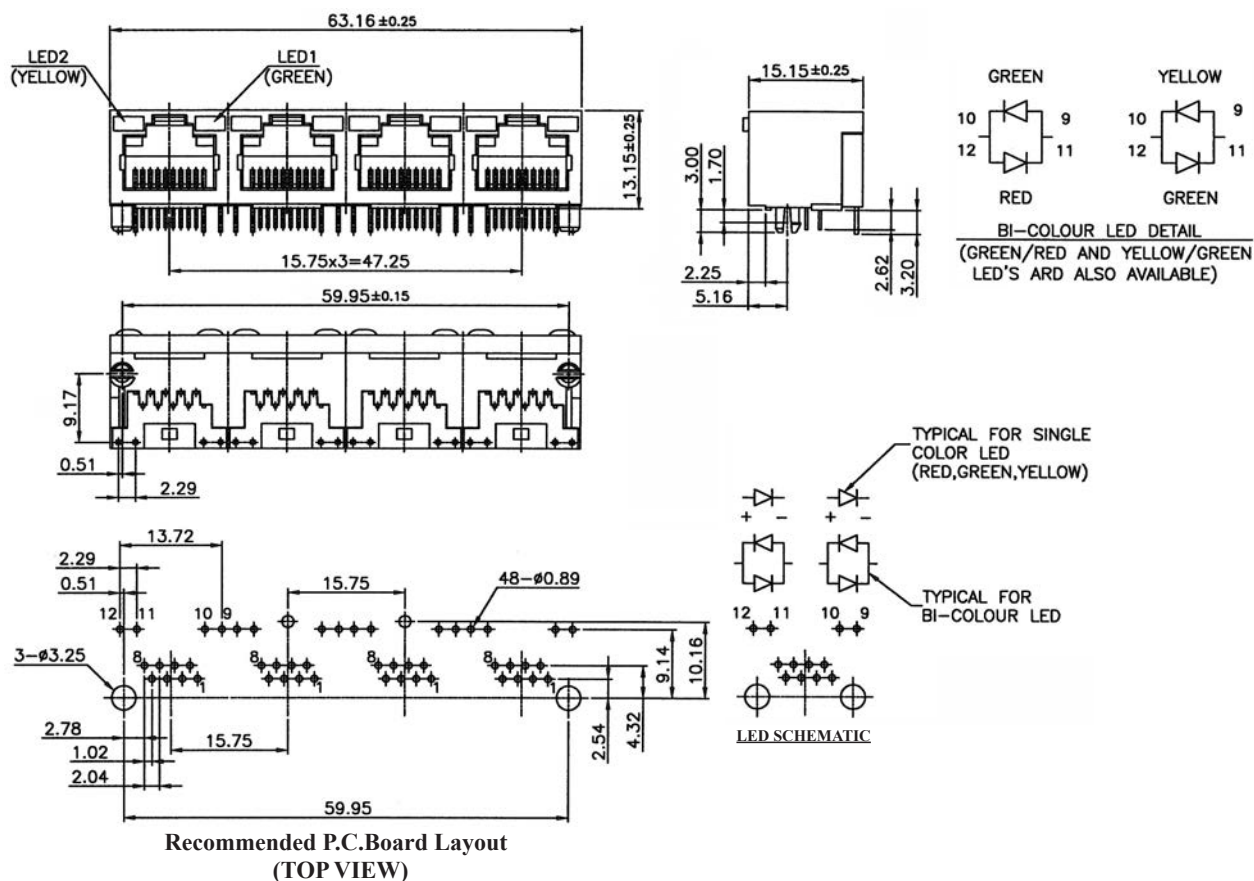 63.16±0.25
LED2
(YELLOW)
LED1
(GREEN)
13.15±0.25
15.75x3=47.25
15.15±0.25
3.00
1.70
2.25
5.16
2.62
3.20
GREEN
10
9
12
11
RED
YELLOW
10
9
12
11
GREEN
BI-COLOUR LED DETAIL
(GREEN/RED AND YELLOW/GREEN
LED'S ARD ALSO AVAILABLE)
59.95±0.15
9.17
0.51
2.29
TYPICAL FOR SINGLE
COLOR LED
(RED,GREEN,YELLOW)
+ -
+ -
TYPICAL FOR
BI-COLOUR LED
12 11
10 9
LED SCHEMATIC
13.72
2.29
0.51
15.75
48-ø0.89
12 11
10 9
3-ø3.25
8
8
8
8
1
1
1
1
9.14
10.16
2.54
4.32
2.78
15.75
1.02
2.04
59.95
Recommended P.C.Board Layout
(TOP VIEW)